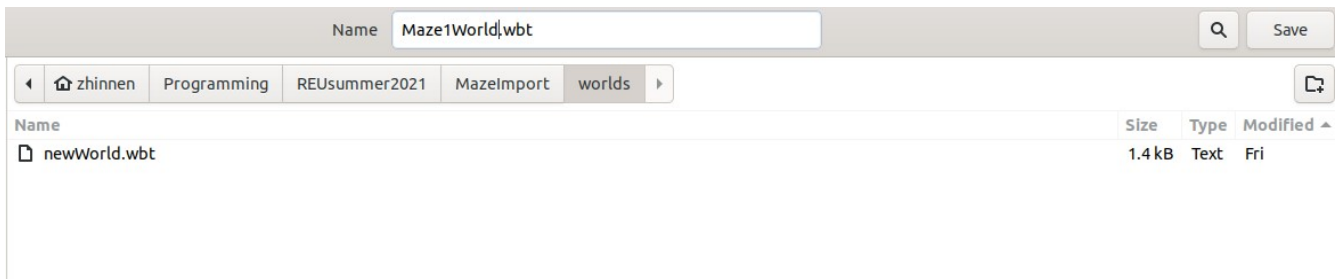 Name Maze1World.wbt Save
zhinnen Programming REUsummer2021 MazeImport worlds
Name Size Type Modified
newWorld.wbt 1.4 kB Text Fri